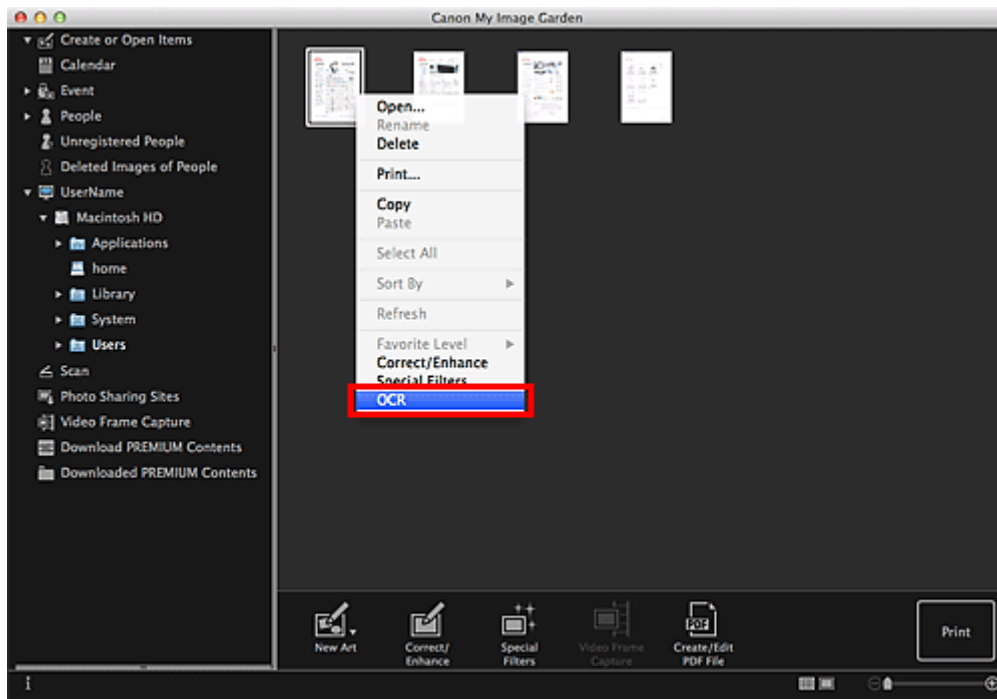 Canon My Image Garden
Create or Open Items
Calendar
Event
People
Unregistered People
Deleted Images of People
UserName
Macintosh HD
Applications
home
Library
System
Users
Scan
Photo Sharing Sites
Video Frame Capture
Download PREMIUM Contents
Downloaded PREMIUM Contents
Open...
Rename
Delete
Print...
Copy
Paste
Select All
Sort By
Refresh
Favorite Level
Correct/Enhance
Special Filters
OCR
New Art
Correct/
Enhance
Special
Filters
Video Frame
Capture
PDF
Create/Edit
PDF File
Print